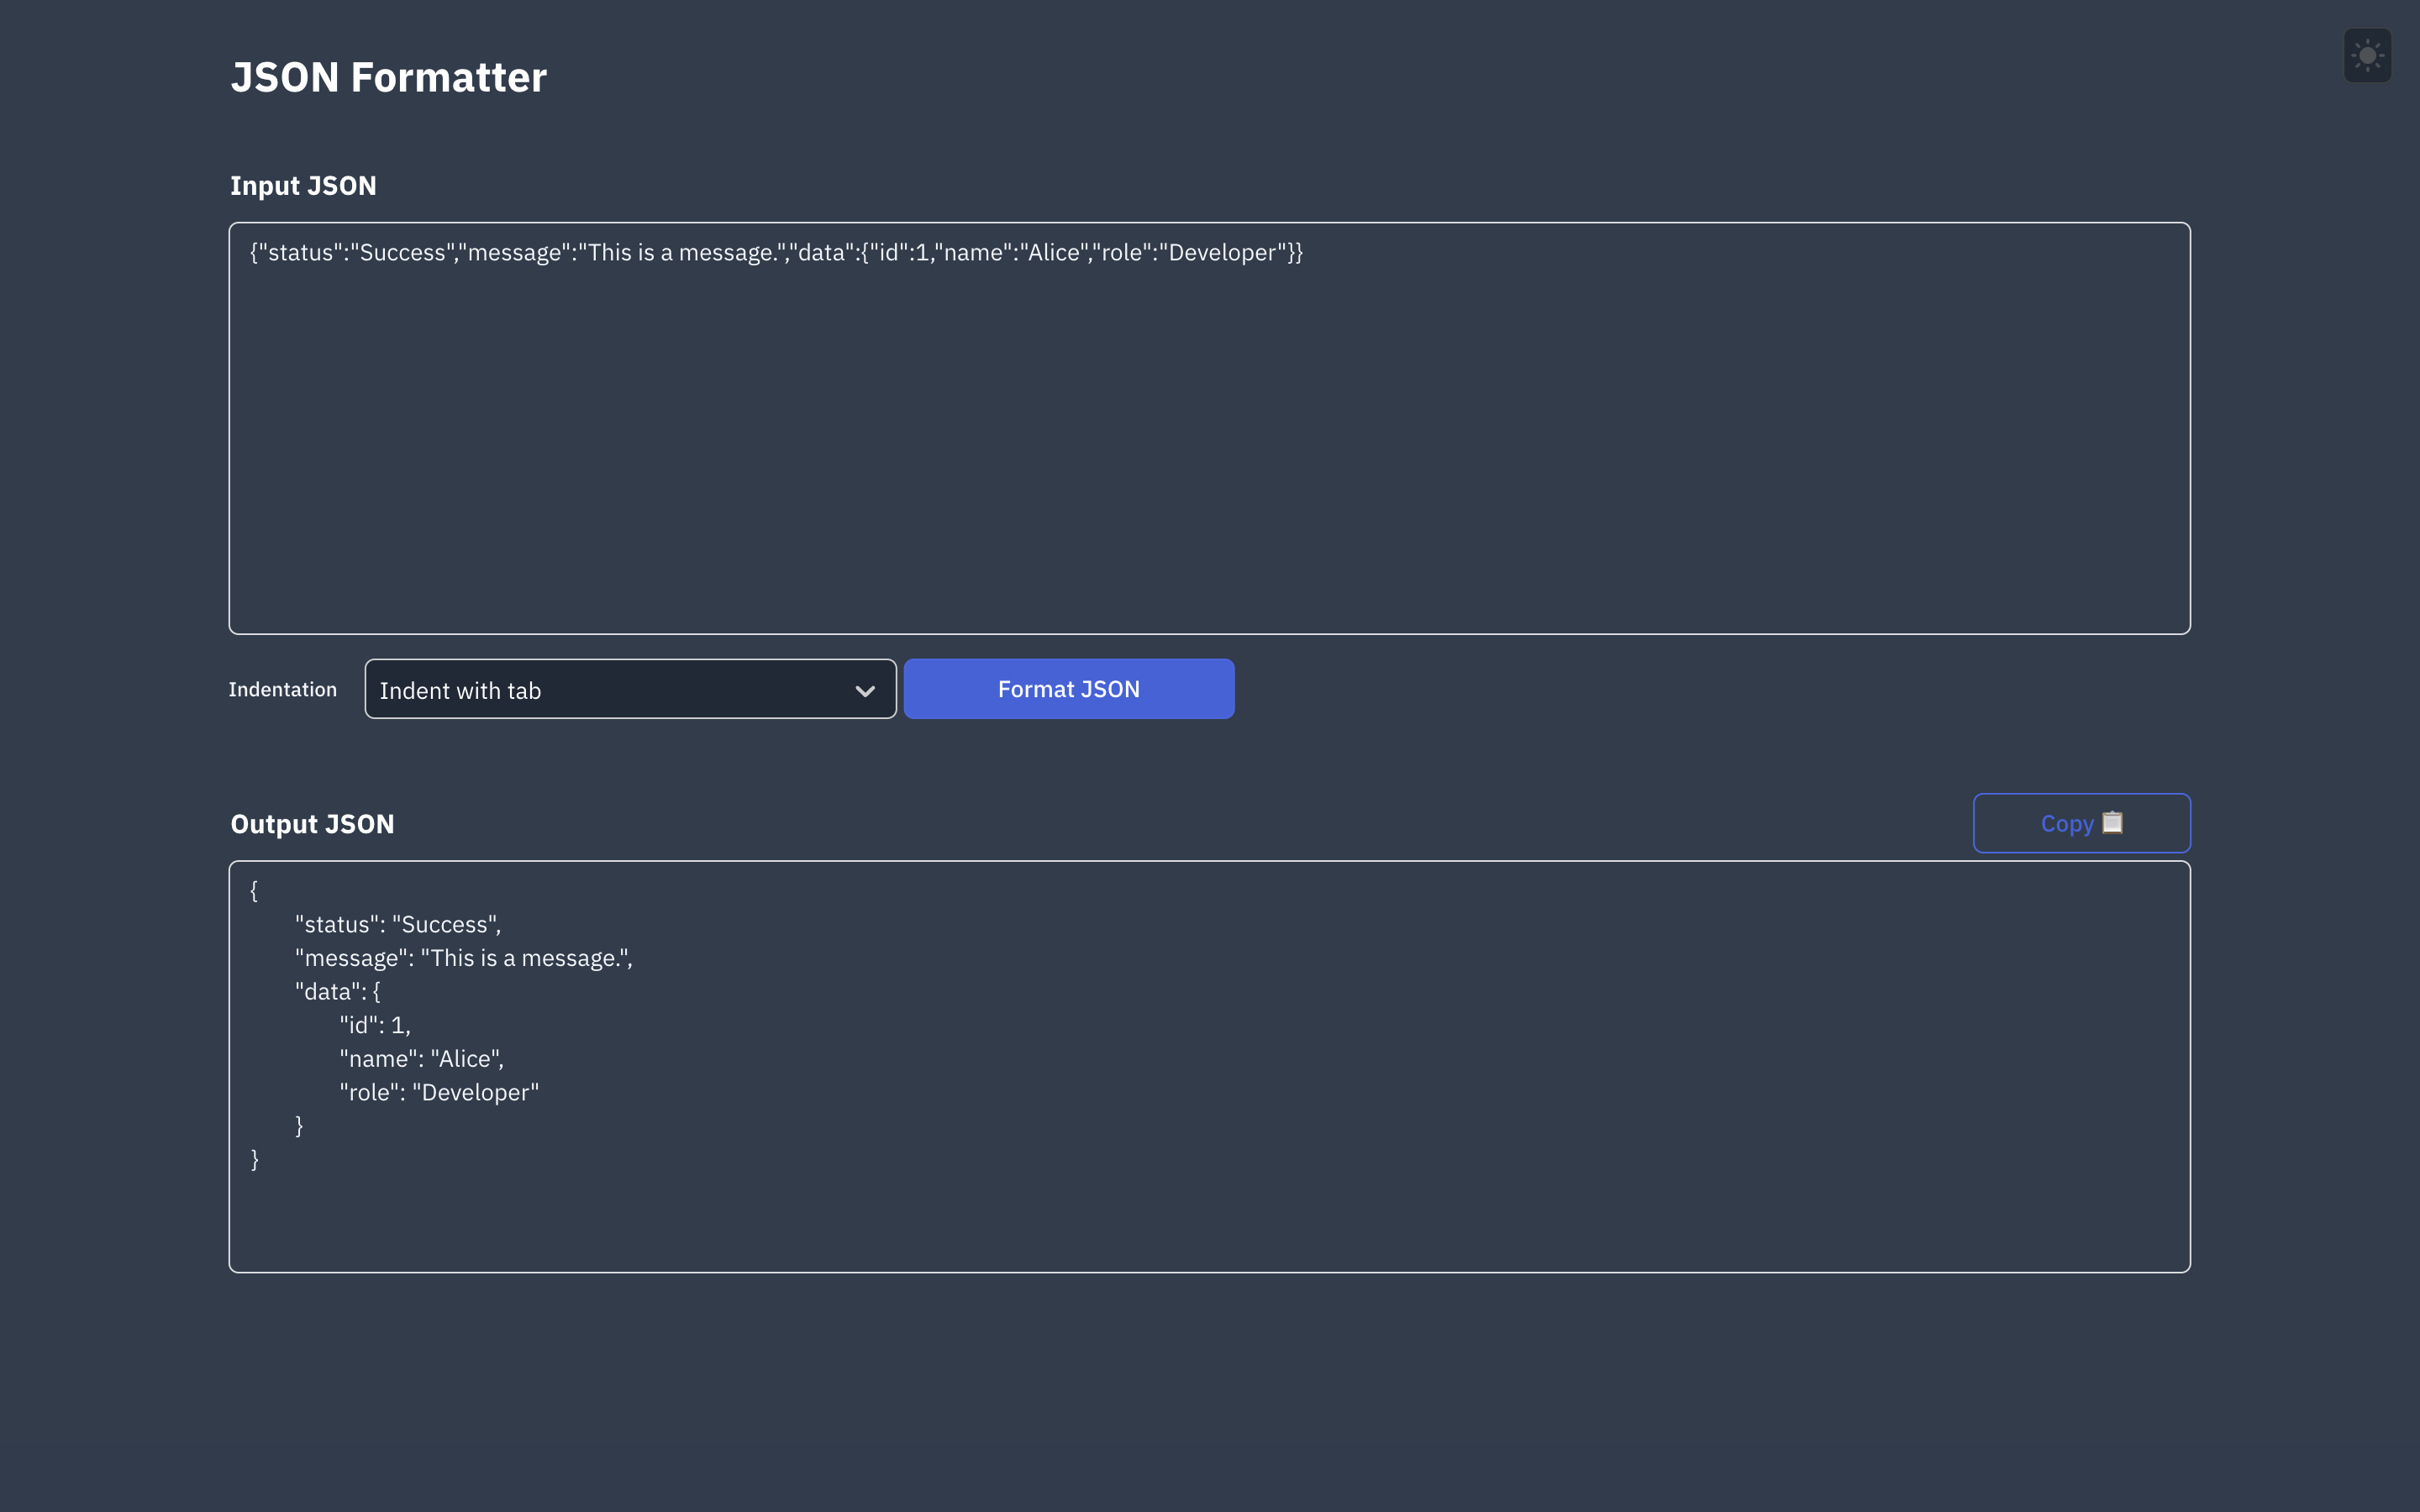 JSON Formatter
Input JSON
{"status":"Success","message":"This is a message.","data":{"id":1,"name":"Alice","role":"Developer"}}
Indentation
Indent with tab
Format JSON
Output JSON
Copy 📋
{
	"status": "Success",
	"message": "This is a message.",
	"data": {
		"id": 1,
		"name": "Alice",
		"role": "Developer"
	}
}